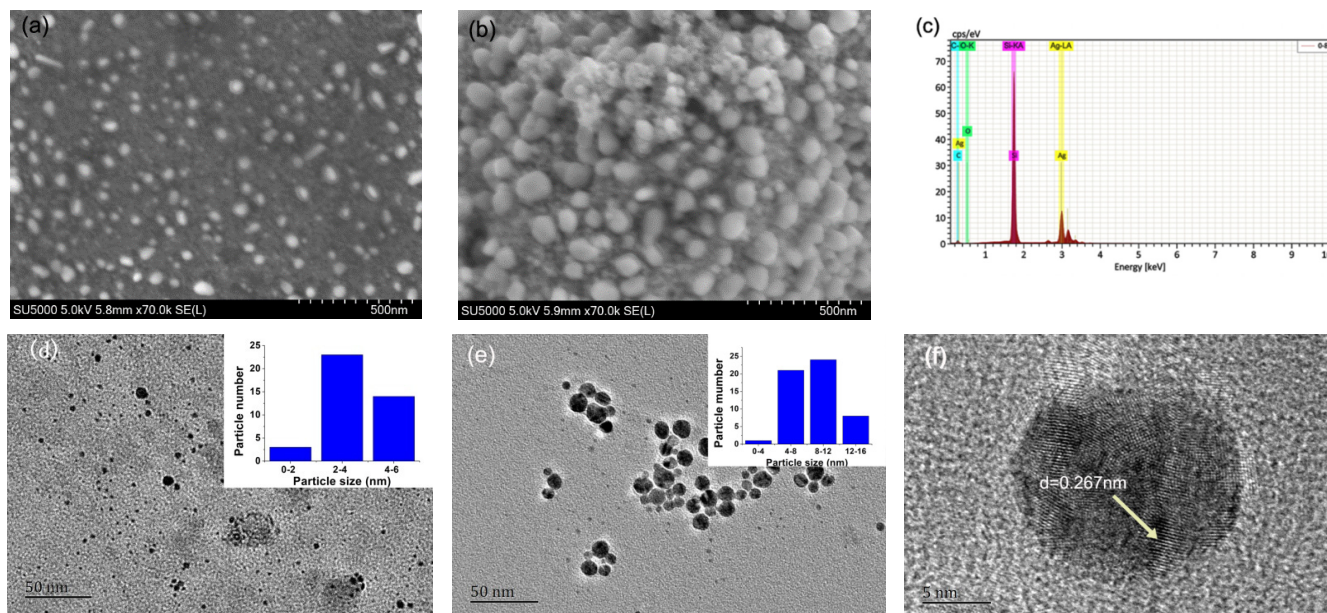 (a)
SU5000 5.0kV 5.8mm x70.0k SE(L) 500nm
(b)
SU5000 5.0kV 5.9mm x70.0k SE(L) 500nm
(c)
cps/eV
C- O-K Si-KA Ag-LA
0-8
70
60
50
40
30
20
10
0
O
Ag
C
Si
Ag
1 2 3 4 5 6 7 8 9 10
Energy [keV]
(d)
Particle number
25
20
15
10
5
0
0-2 2-4 4-6
Particle size (nm)
50 nm
(e)
Particle mumber
25
20
15
10
5
0
0-4 4-8 8-12 12-16
Particle size (nm)
50 nm
(f)
d=0.267nm
5 nm